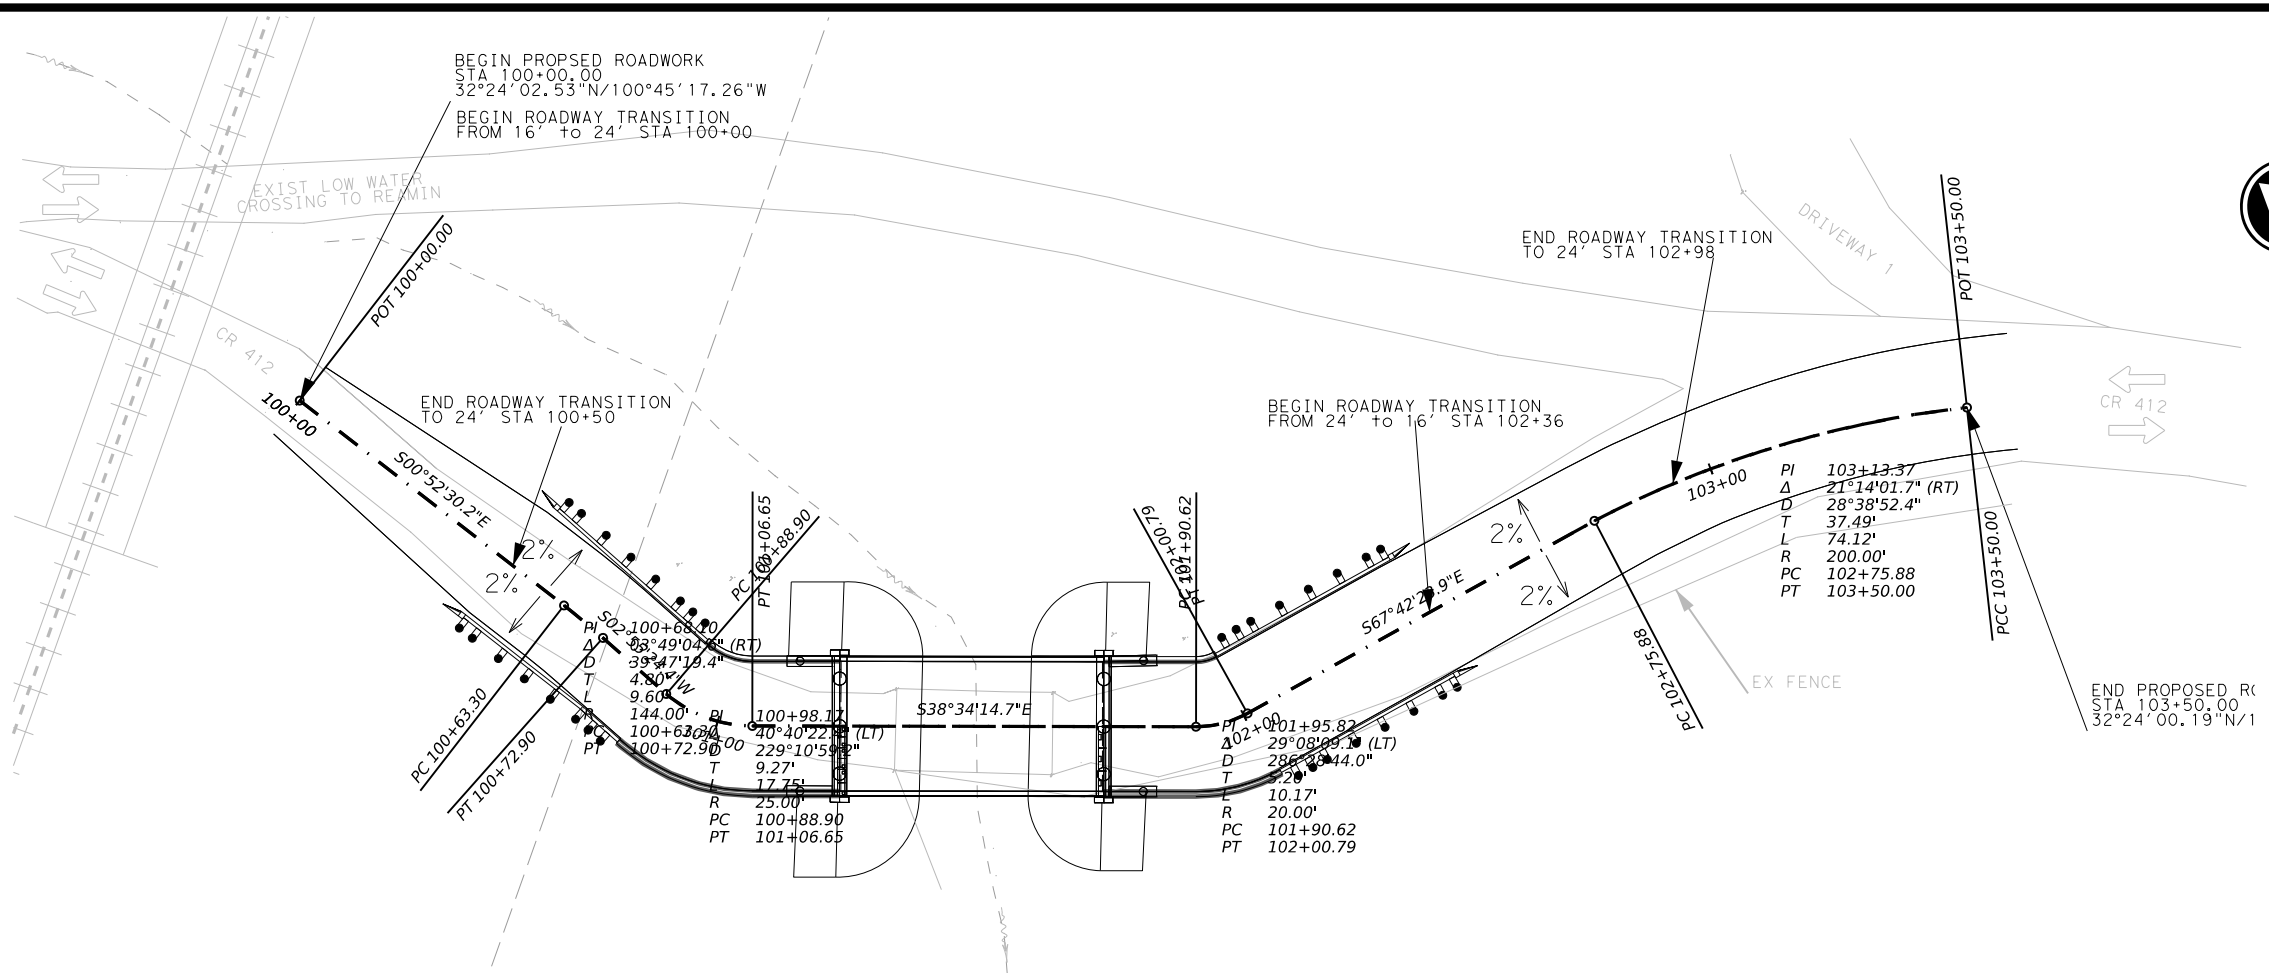 BEGIN PROPSED ROADWORK
STA 100+00.00
32°24'02.53"N/100°45'17.26"W
BEGIN ROADWAY TRANSITION
FROM 16' to 24' STA 100+00
EXIST LOW WATER
CROSSING TO REAMIN
POT 100+00.00
CR 412
100+00
END ROADWAY TRANSITION
TO 24' STA 100+50
S00°52'30.2"E
2%
2%
PC 100+63.30
PT 100+72.90
PI 100+68.10
Δ 03°49'04.6" (RT)
D 39°47'19.4"
T 4.80'
L 9.60'
R 144.00'
PC 100+63.30
PT 100+72.90
PC 100+88.90
PT 101+06.65
101+00
PI 100+98.17
Δ 40°40'22.8" (LT)
D 229°10'59.2"
T 9.27'
L 17.75'
R 25.00'
PC 100+88.90
PT 101+06.65
S38°34'14.7"E
PC 101+90.62
PT 102+00.79
102+00
PI 101+95.82
Δ 29°08'09.1" (LT)
D 286°28'44.0"
T 5.20'
L 10.17'
R 20.00'
PC 101+90.62
PT 102+00.79
BEGIN ROADWAY TRANSITION
FROM 24' to 16' STA 102+36
2%
2%
PC 102+75.88
END ROADWAY TRANSITION
TO 24' STA 102+98
DRIVEWAY 1
103+00
PI 103+13.37
Δ 21°14'01.7" (RT)
D 28°38'52.4"
T 37.49'
L 74.12'
R 200.00'
PC 102+75.88
PT 103+50.00
POT 103+50.00
PCC 103+50.00
CR 412
EX FENCE
END PROPOSED
STA 103+50.00
32°24'00.19"N/1